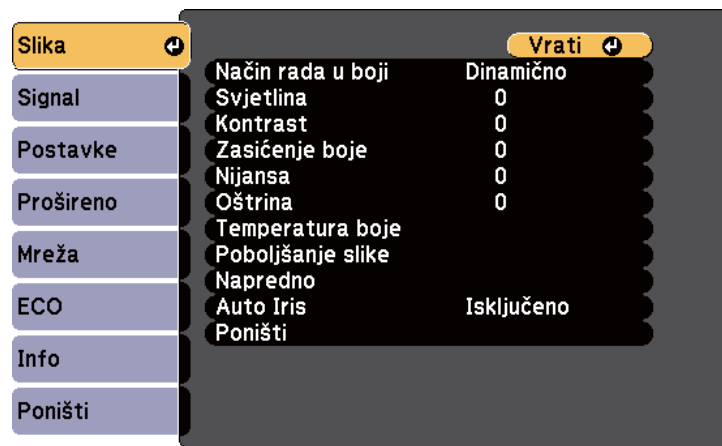 Slika
Signal
Postavke
Prošireno
Mreža
ECO
Info
Poništi
Vrati
Način rada u boji Dinamično
Svjetlina 0
Kontrast 0
Zasićenje boje 0
Nijansa 0
Oštrina 0
Temperatura boje
Poboljšanje slike
Napredno
Auto Iris Isključeno
Poništi